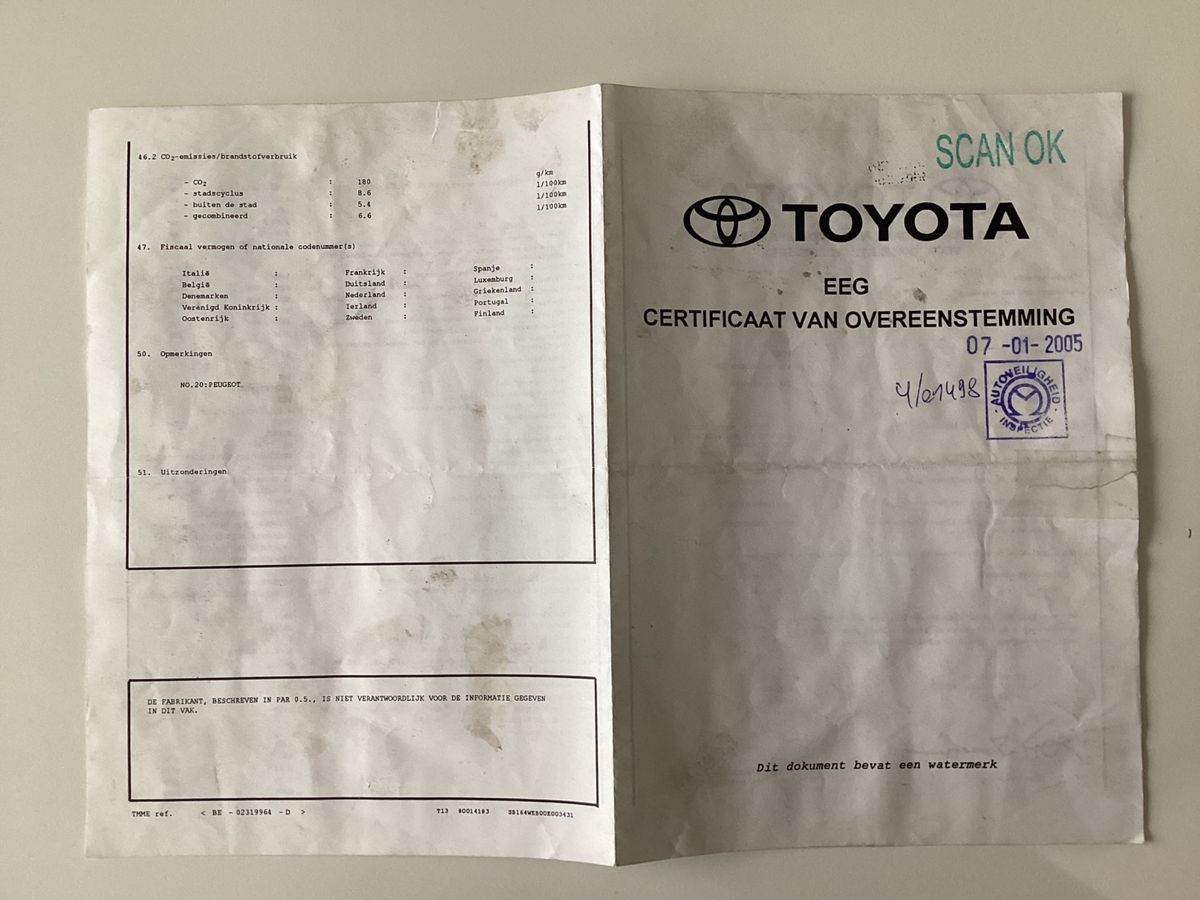 46.2 CO₂-emissies/brandstofverbruik
g/km
- CO₂ : 180 l/100km
- stadscyclus : 8.6 l/100km
- buiten de stad : 5.4 l/100km
- gecombineerd : 6.6
47. Fiscaal vermogen of nationale codenummer(s)
Italië : Frankrijk : Spanje :
België : Duitsland : Luxemburg :
Denemarken : Nederland : Griekenland :
Verenigd Koninkrijk : Ierland : Portugal :
Oostenrijk : Zweden : Finland :
50. Opmerkingen
NO.20:PEUGEOT
51. Uitzonderingen
DE FABRIKANT, BESCHREVEN IN PAR 0.5., IS NIET VERANTWOORDLIJK VOOR DE INFORMATIE GEGEVEN
IN DIT VAK.
TMME ref. < BE - 02319964 - D > T13 80014183 SB164WEB00E003431
SCAN OK
TOYOTA
EEG
CERTIFICAAT VAN OVEREENSTEMMING
07 -01- 2005
4/01498
AUTOVEILIGHEID
INSPECTIE
Dit dokument bevat een watermerk